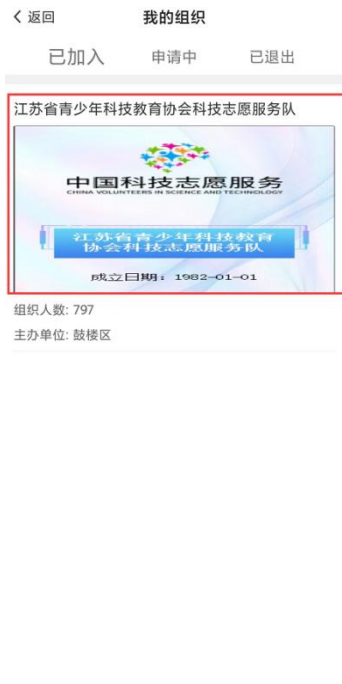 返回
我的组织
已加入 申请中 已退出
江苏省青少年科技教育协会科技志愿服务队
中国科技志愿服务
CHINA VOLUNTEERS IN SCIENCE AND TECHNOLOGY
江苏省青少年科技教育
协会科技志愿服务队
成立日期：1982-01-01
组织人数: 797
主办单位: 鼓楼区